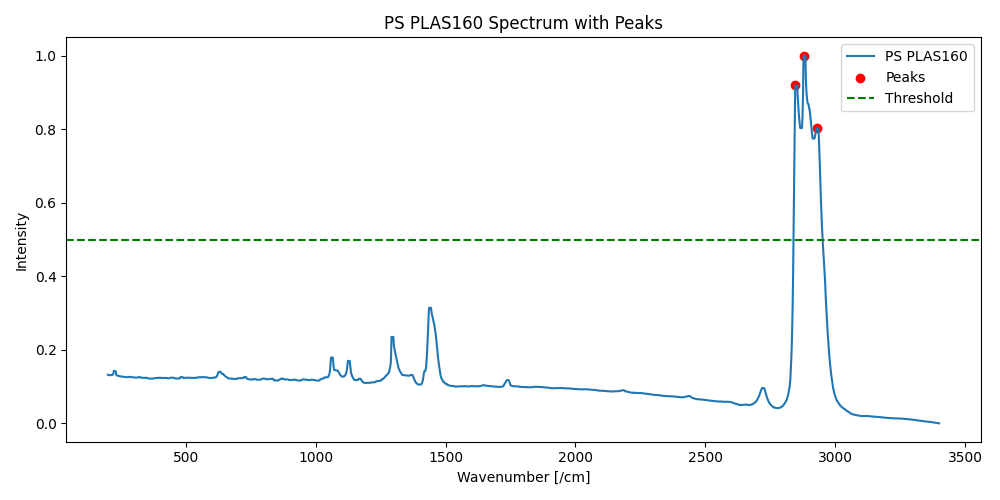 PS PLAS160 Spectrum with Peaks
PS PLAS160
Peaks
Threshold
Intensity
1.0
0.8
0.6
0.4
0.2
0.0
500 1000 1500 2000 2500 3000 3500
Wavenumber [/cm]